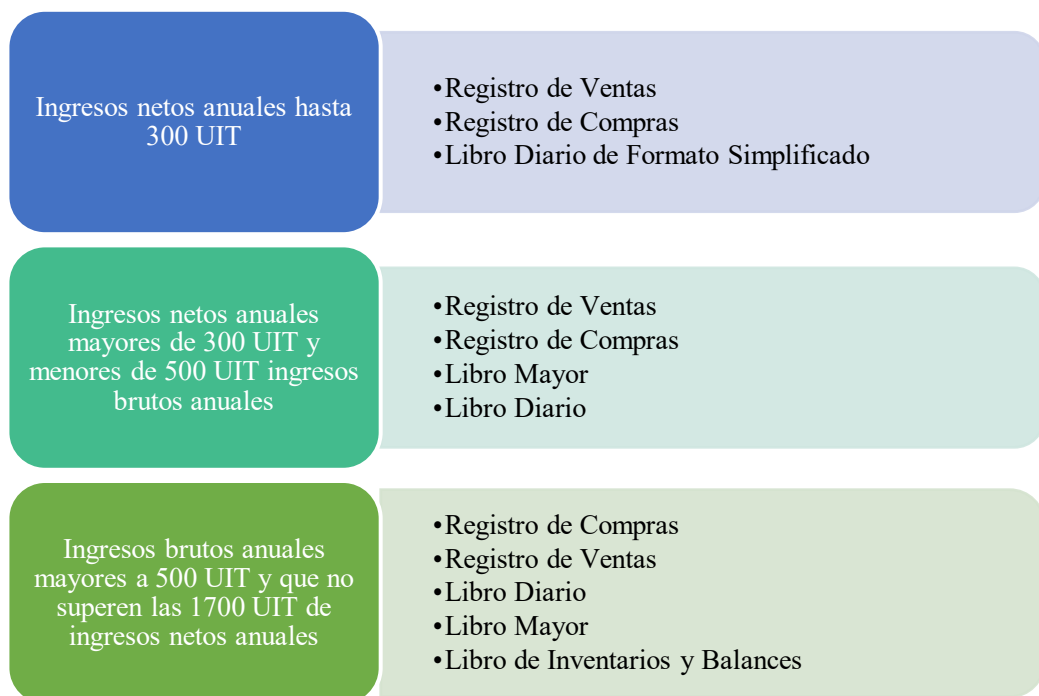 Ingresos netos anuales hasta
300 UIT
•Registro de Ventas
•Registro de Compras
•Libro Diario de Formato Simplificado
Ingresos netos anuales
mayores de 300 UIT y
menores de 500 UIT ingresos
brutos anuales
•Registro de Ventas
•Registro de Compras
•Libro Mayor
•Libro Diario
Ingresos brutos anuales
mayores a 500 UIT y que no
superen las 1700 UIT de
ingresos netos anuales
•Registro de Compras
•Registro de Ventas
•Libro Diario
•Libro Mayor
•Libro de Inventarios y Balances